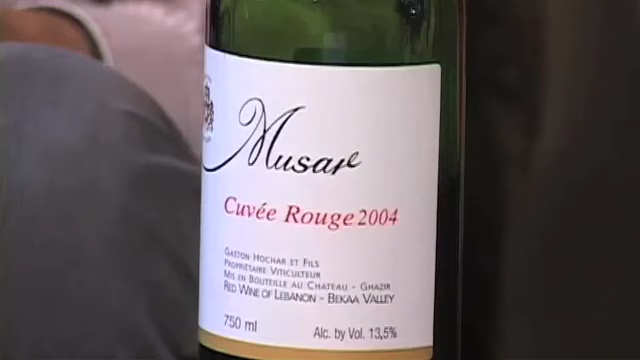 Musar
Cuvée Rouge 2004
GASTON HOCHAR ET FILS
PROPRIÉTAIRE VITICULTEUR
MIS EN BOUTEILLE AU CHATEAU - GHAZIR
RED WINE OF LEBANON - BEKAA VALLEY
750 ml Alc. by Vol. 13,5%